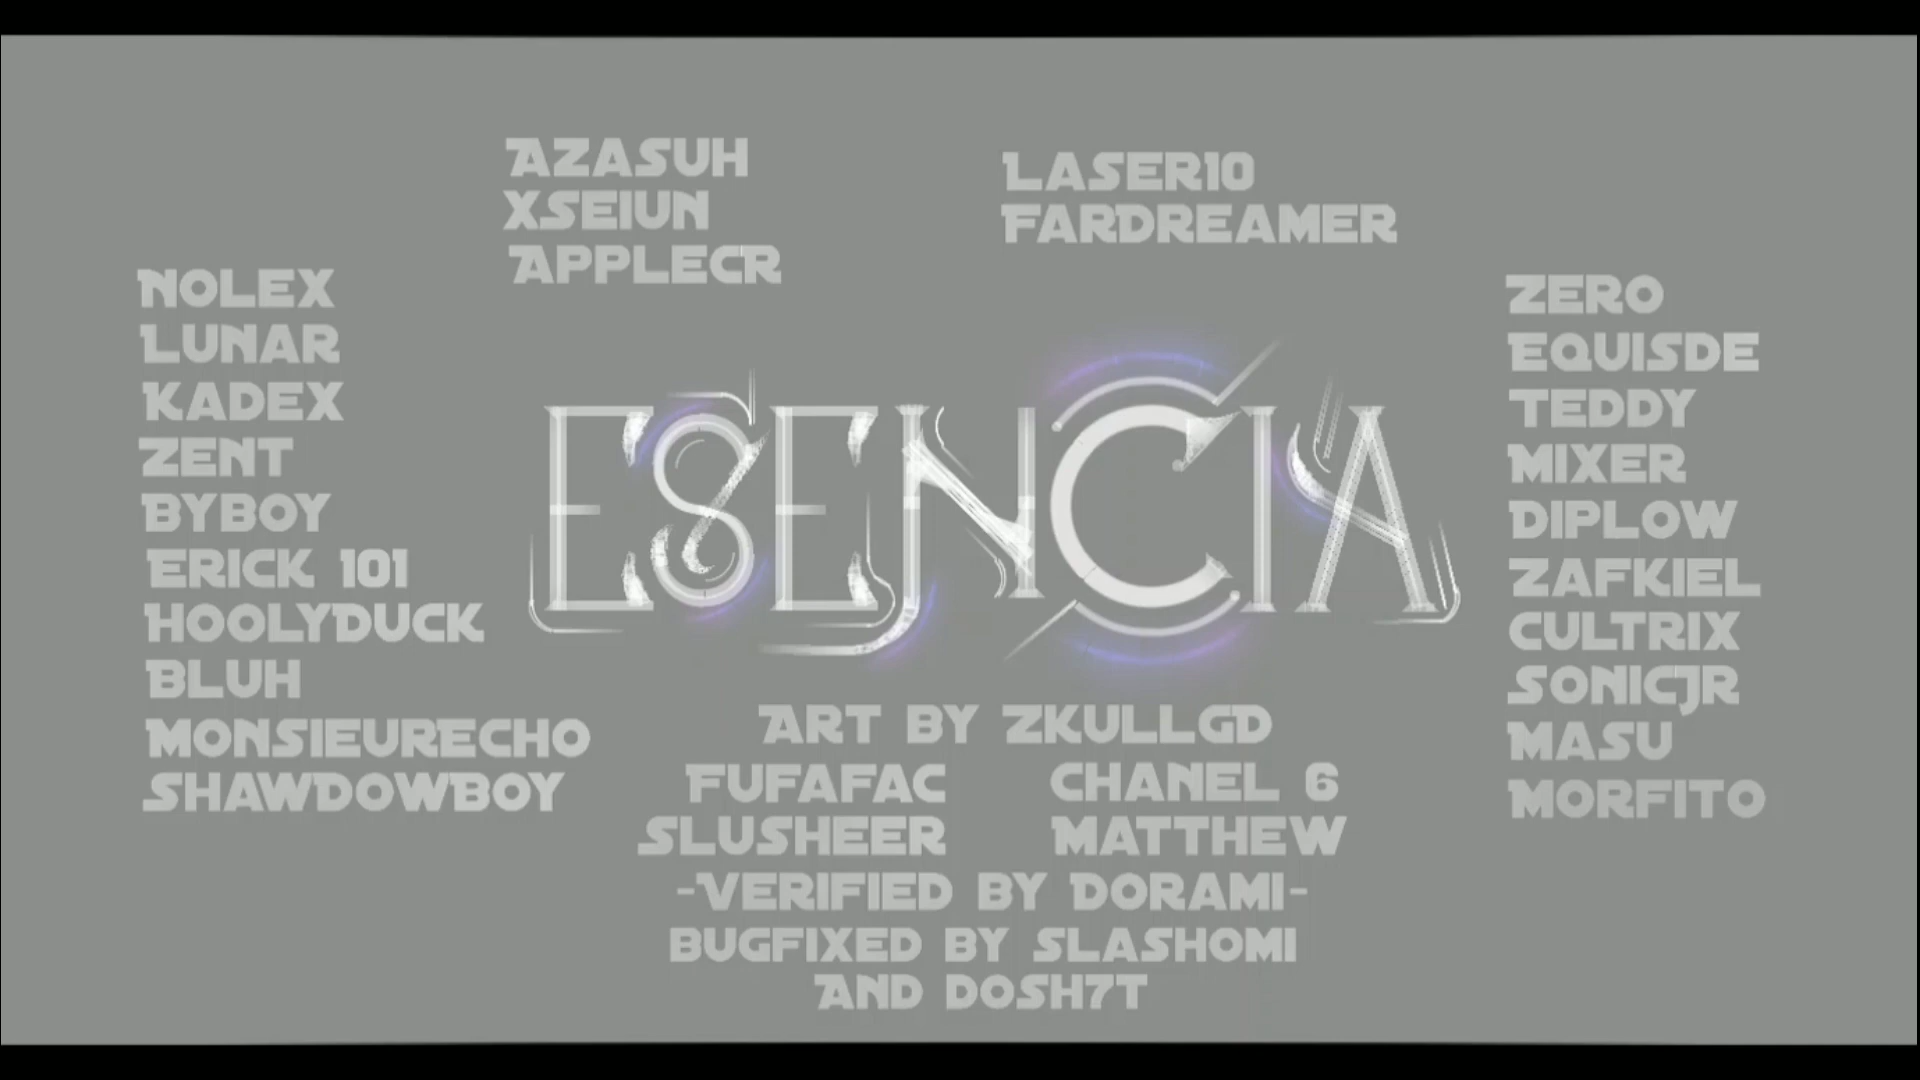 AZASUH
XSEIUN
APPLECR
LASER10
FARDREAMER
NOLEX
LUNAR
KADEX
ZENT
BYBOY
ERICK 101
HOOLYDUCK
BLUH
MONSIEURECHO
SHAWDOWBOY
ESENCIA
ZERO
EQUISDE
TEDDY
MIXER
DIPLOW
ZAFKIEL
CULTRIX
SONICJR
MASU
MORFITO
ART BY ZKULLGD
FUFAFAC
SLUSHEER
CHANEL 6
MATTHEW
-VERIFIED BY DORAMI-
BUGFIXED BY SLASHOMI
AND DOSH7T